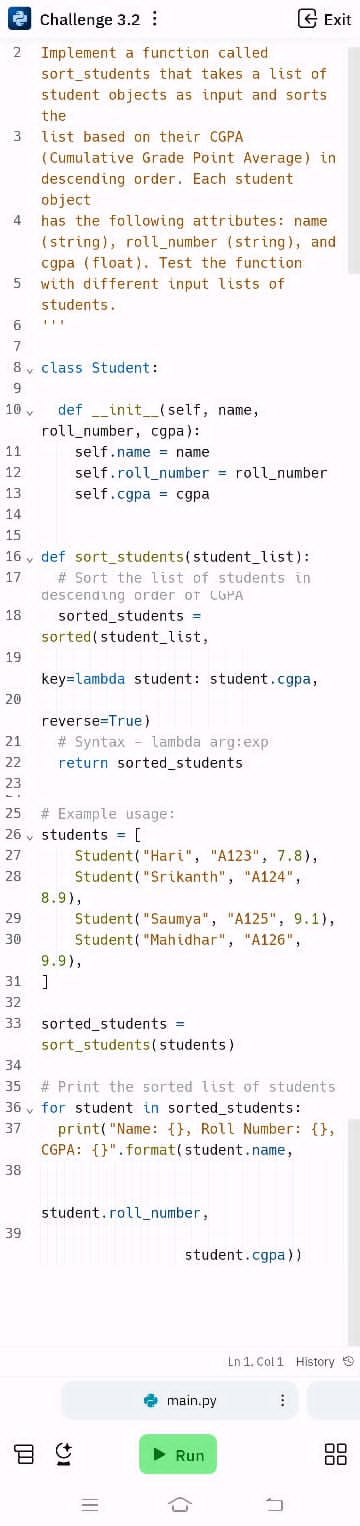 Challenge 3.2
Exit
2 Implement a function called
sort_students that takes a list of
student objects as input and sorts
the
3 list based on their CGPA
(Cumulative Grade Point Average) in
descending order. Each student
object
4 has the following attributes: name
(string), roll_number (string), and
cgpa (float). Test the function
5 with different input lists of
students.
6 '''
7
8 class Student:
9
10 def __init__(self, name,
roll_number, cgpa):
11 self.name = name
12 self.roll_number = roll_number
13 self.cgpa = cgpa
14
15
16 def sort_students(student_list):
17 # Sort the list of students in
descending order of CGPA
18 sorted_students =
sorted(student_list,
19
key=lambda student: student.cgpa,
20
reverse=True)
21 # Syntax - lambda arg:exp
22 return sorted_students
23
25 # Example usage:
26 students = [
27 Student("Hari", "A123", 7.8),
28 Student("Srikanth", "A124",
8.9),
29 Student("Saumya", "A125", 9.1),
30 Student("Mahidhar", "A126",
9.9),
31 ]
32
33 sorted_students =
sort_students(students)
34
35 # Print the sorted list of students
36 for student in sorted_students:
37 print("Name: {}, Roll Number: {},
CGPA: {}".format(student.name,
38
student.roll_number,
39
student.cgpa))
Ln 1, Col 1 History
main.py
Run